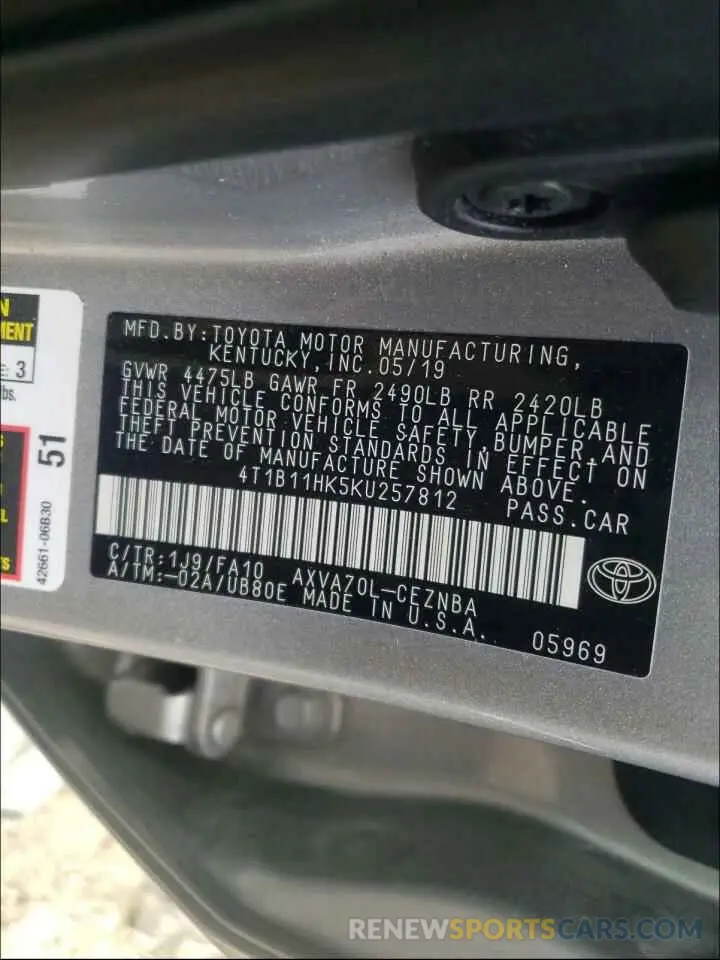 MFD.BY:TOYOTA MOTOR MANUFACTURING,
KENTUCKY,INC.05/19
GVWR 4475LB GAWR FR 2490LB RR 2420LB
THIS VEHICLE CONFORMS TO ALL APPLICABLE
FEDERAL MOTOR VEHICLE SAFETY,BUMPER,AND
THEFT PREVENTION STANDARDS IN EFFECT ON
THE DATE OF MANUFACTURE SHOWN ABOVE.
4T1B11HK5KU257812 PASS.CAR
C/TR:1J9/FA10 AXVA70L-CEZNBA
A/TM:-02A/UB80E MADE IN U.S.A.
05969
3
51
42661-06B30
RENEWSPORTSCARS.COM